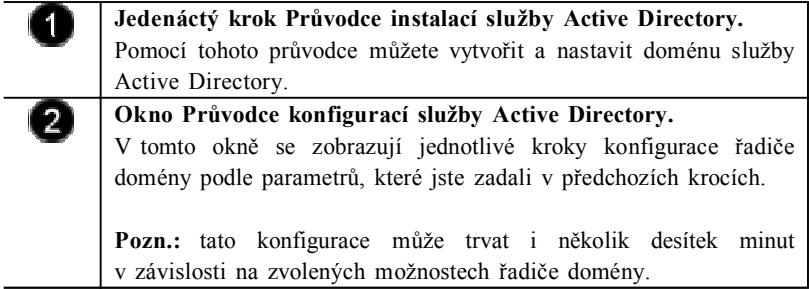 1 Jedenáctý krok Průvodce instalací služby Active Directory.
Pomocí tohoto průvodce můžete vytvořit a nastavit doménu služby
Active Directory.
2 Okno Průvodce konfigurací služby Active Directory.
V tomto okně se zobrazují jednotlivé kroky konfigurace řadiče
domény podle parametrů, které jste zadali v předchozích krocích.
Pozn.: tato konfigurace může trvat i několik desítek minut
v závislosti na zvolených možnostech řadiče domény.